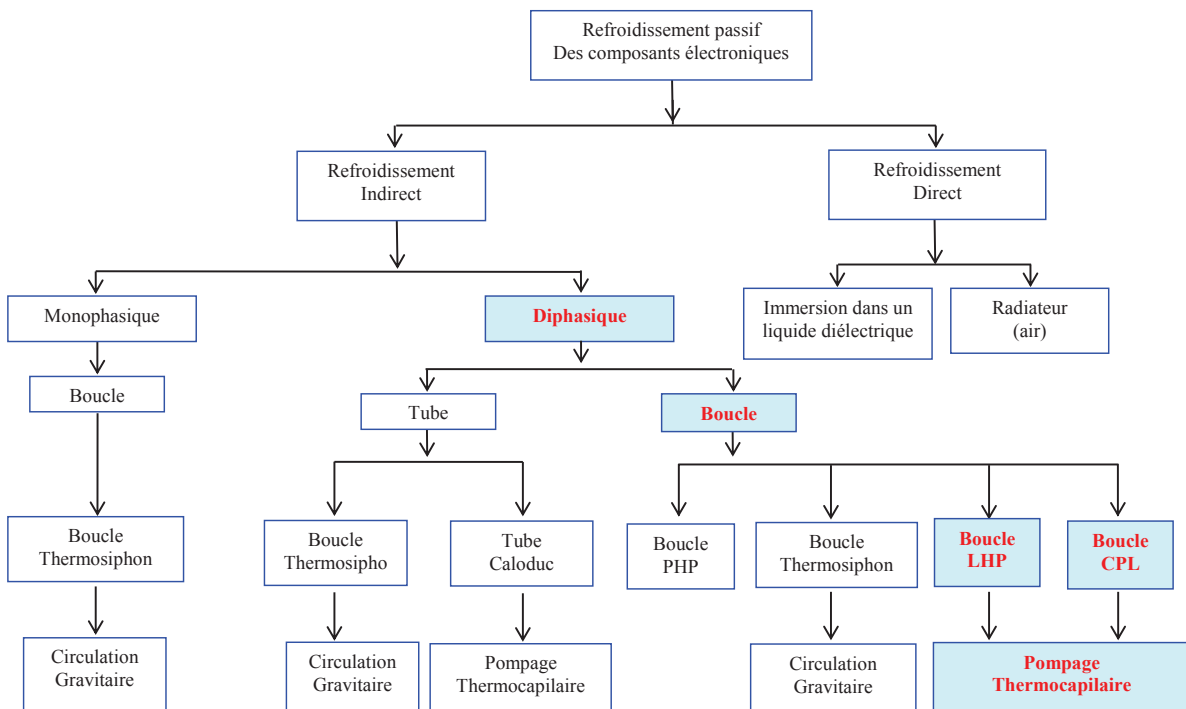 Refroidissement passif
Des composants électroniques
Refroidissement
Indirect
Refroidissement
Direct
Monophasique
Diphasique
Immersion dans un
liquide diélectrique
Radiateur
(air)
Boucle
Tube
Boucle
Boucle
Thermosiphon
Boucle
Thermosipho
Tube
Caloduc
Boucle
PHP
Boucle
Thermosiphon
Boucle
LHP
Boucle
CPL
Circulation
Gravitaire
Circulation
Gravitaire
Pompage
Thermocapilaire
Circulation
Gravitaire
Pompage
Thermocapilaire